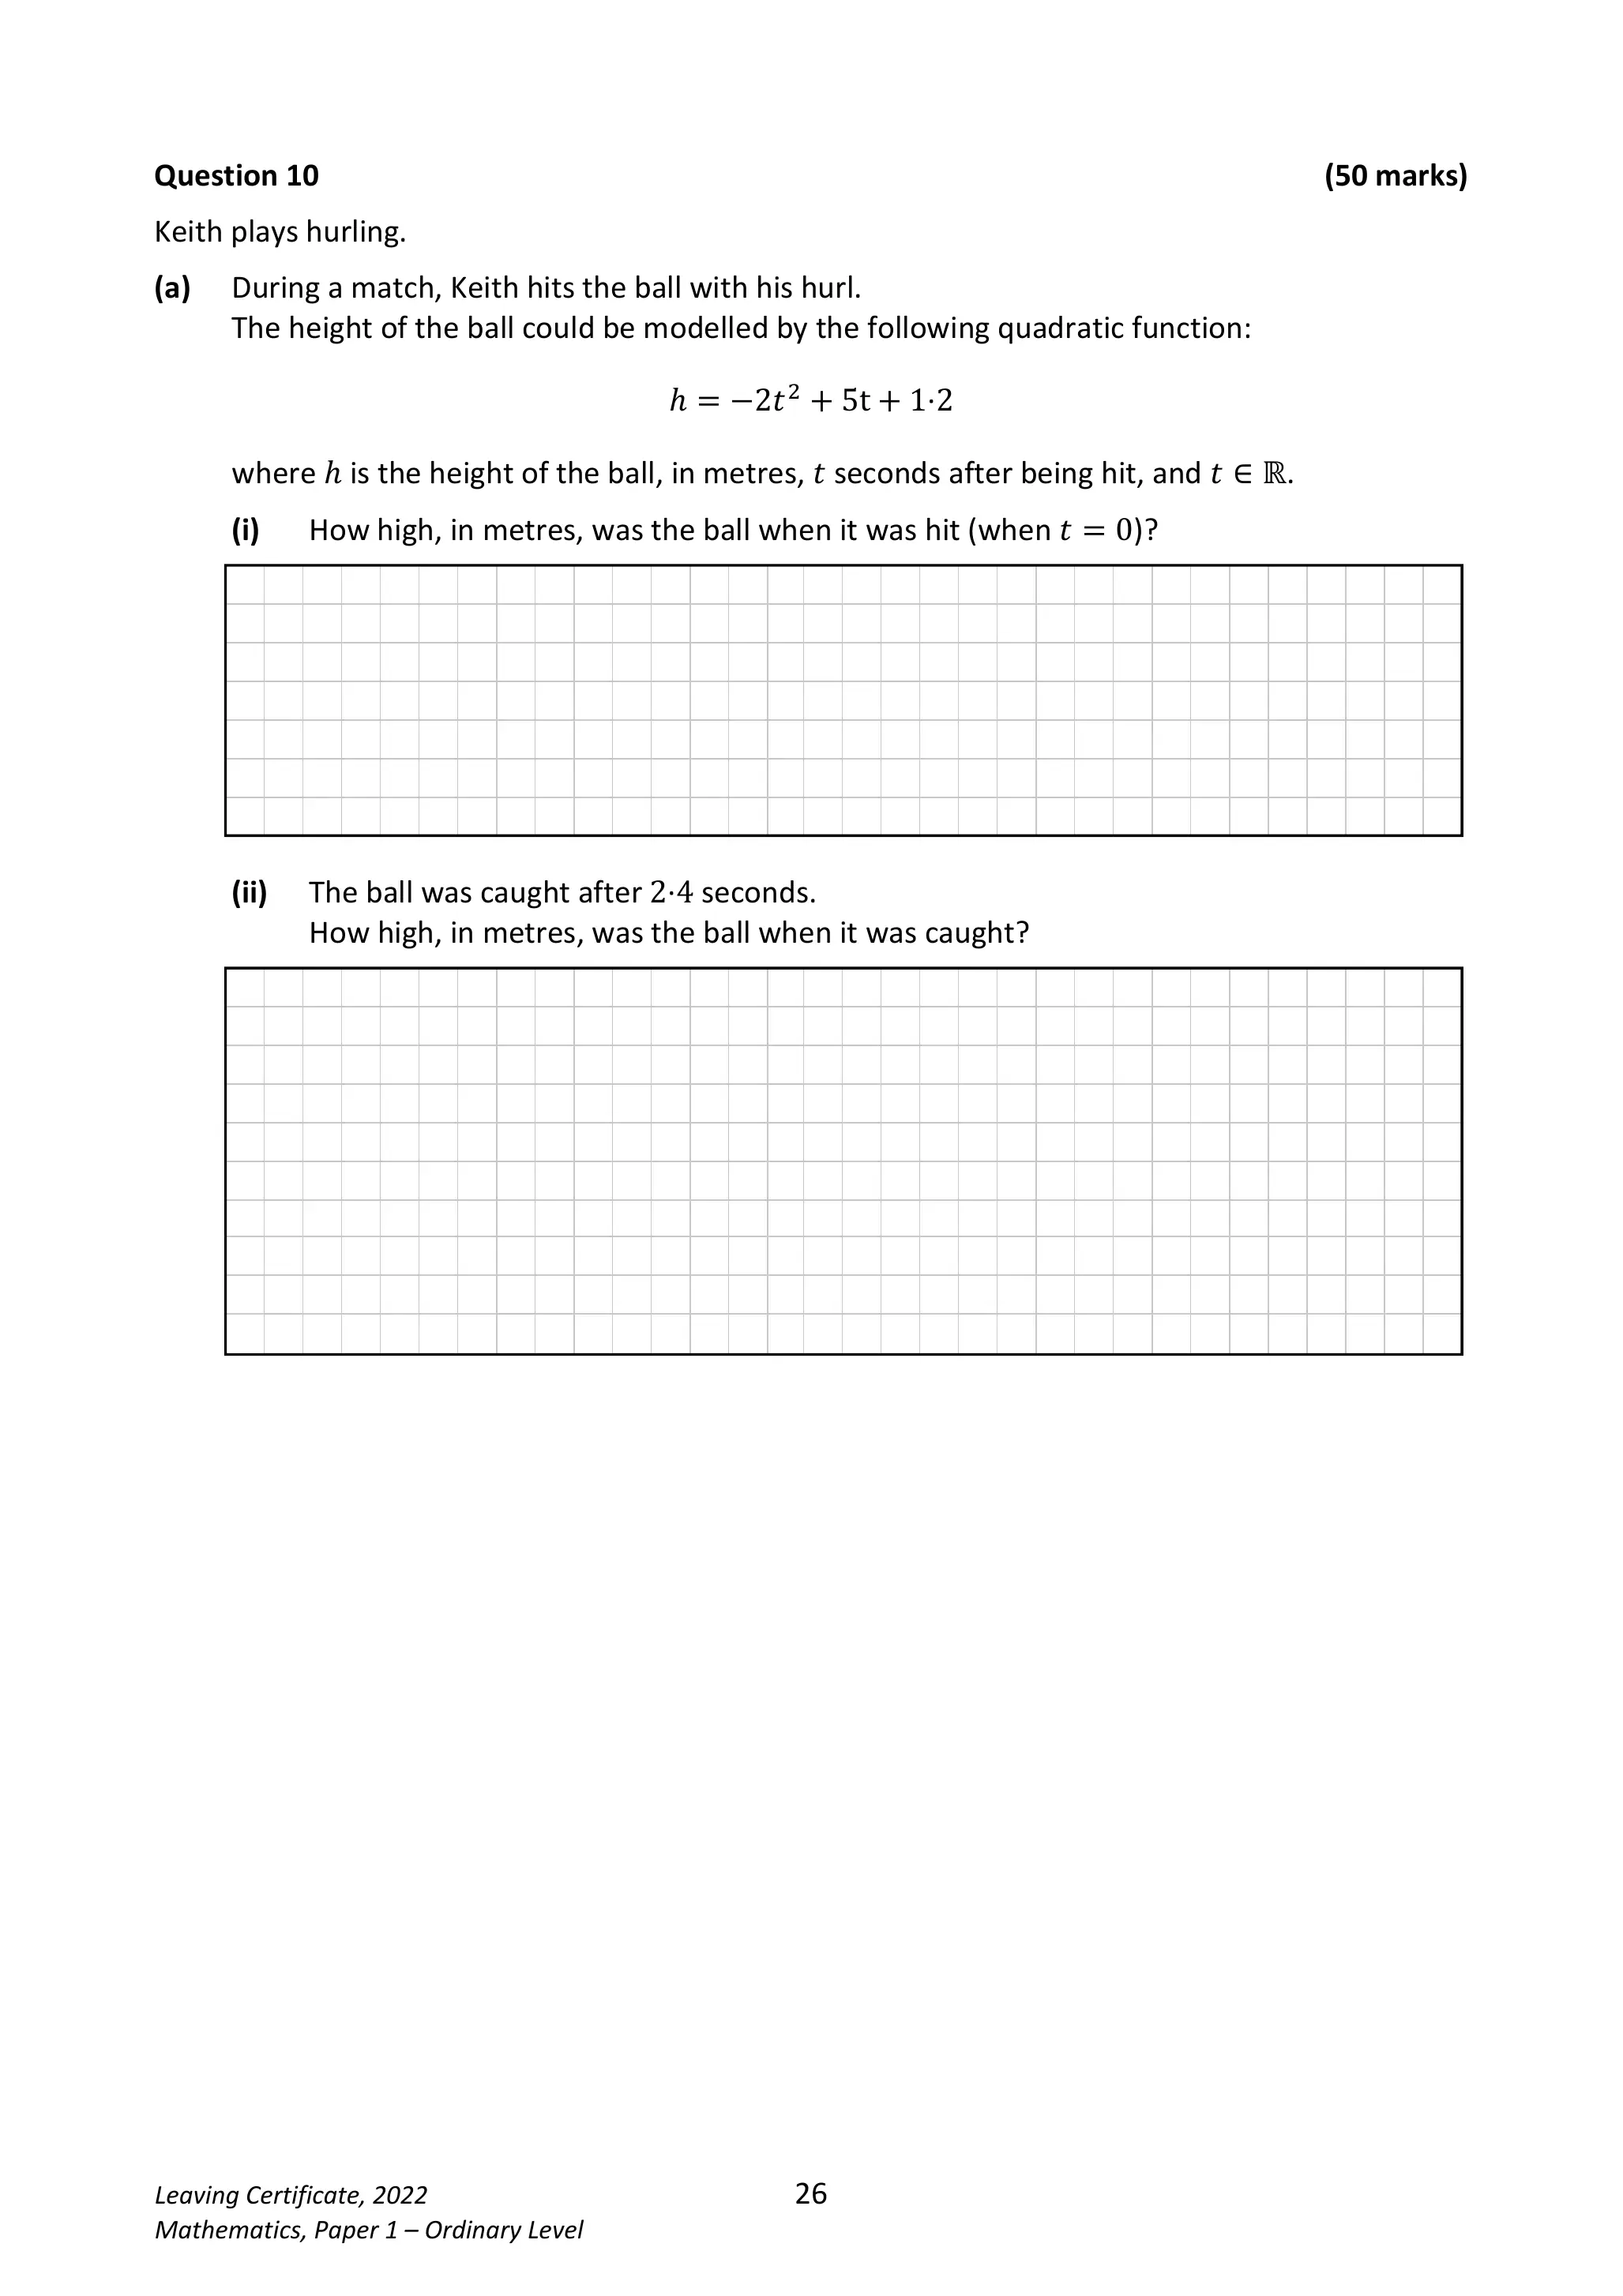 Question 10 (50 marks)
Keith plays hurling.
(a) During a match, Keith hits the ball with his hurl.
The height of the ball could be modelled by the following quadratic function:
ℎ = −2𝑡² + 5t + 1·2
where ℎ is the height of the ball, in metres, 𝑡 seconds after being hit, and 𝑡 ∈ ℝ.
(i) How high, in metres, was the ball when it was hit (when 𝑡 = 0)?
(ii) The ball was caught after 2·4 seconds.
How high, in metres, was the ball when it was caught?
Leaving Certificate, 2022 26
Mathematics, Paper 1 – Ordinary Level